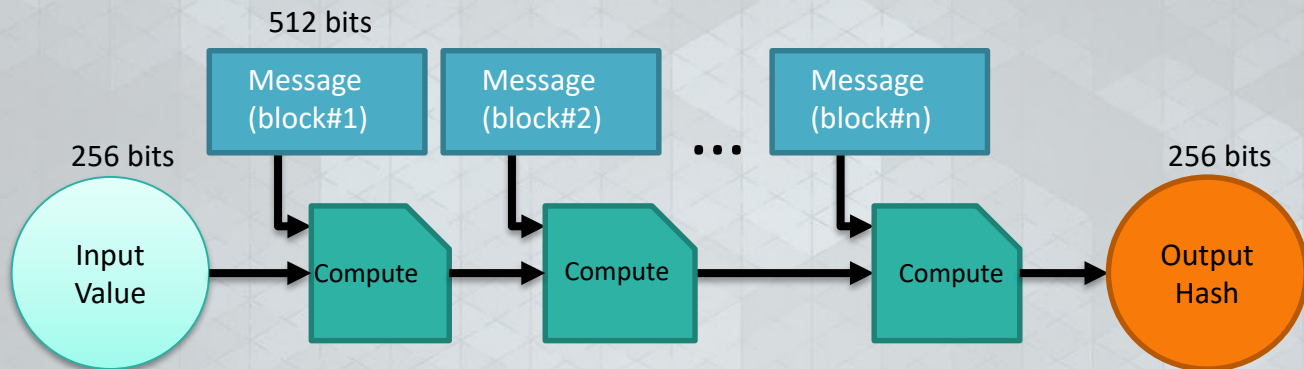 512 bits
Message
(block#1)
Message
(block#2)
...
Message
(block#n)
256 bits
256 bits
Input
Value
Compute
Compute
Compute
Output
Hash